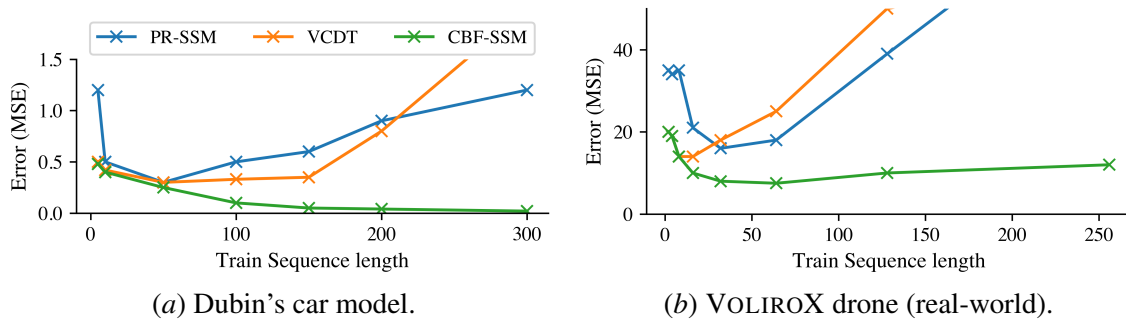 PR-SSM VCDT CBF-SSM
1.5
1.0
0.5
0.0
Error (MSE)
0 100 200 300
Train Sequence length
(a) Dubin's car model.
40
20
0
Error (MSE)
0 50 100 150 200 250
Train Sequence length
(b) VOLIROX drone (real-world).